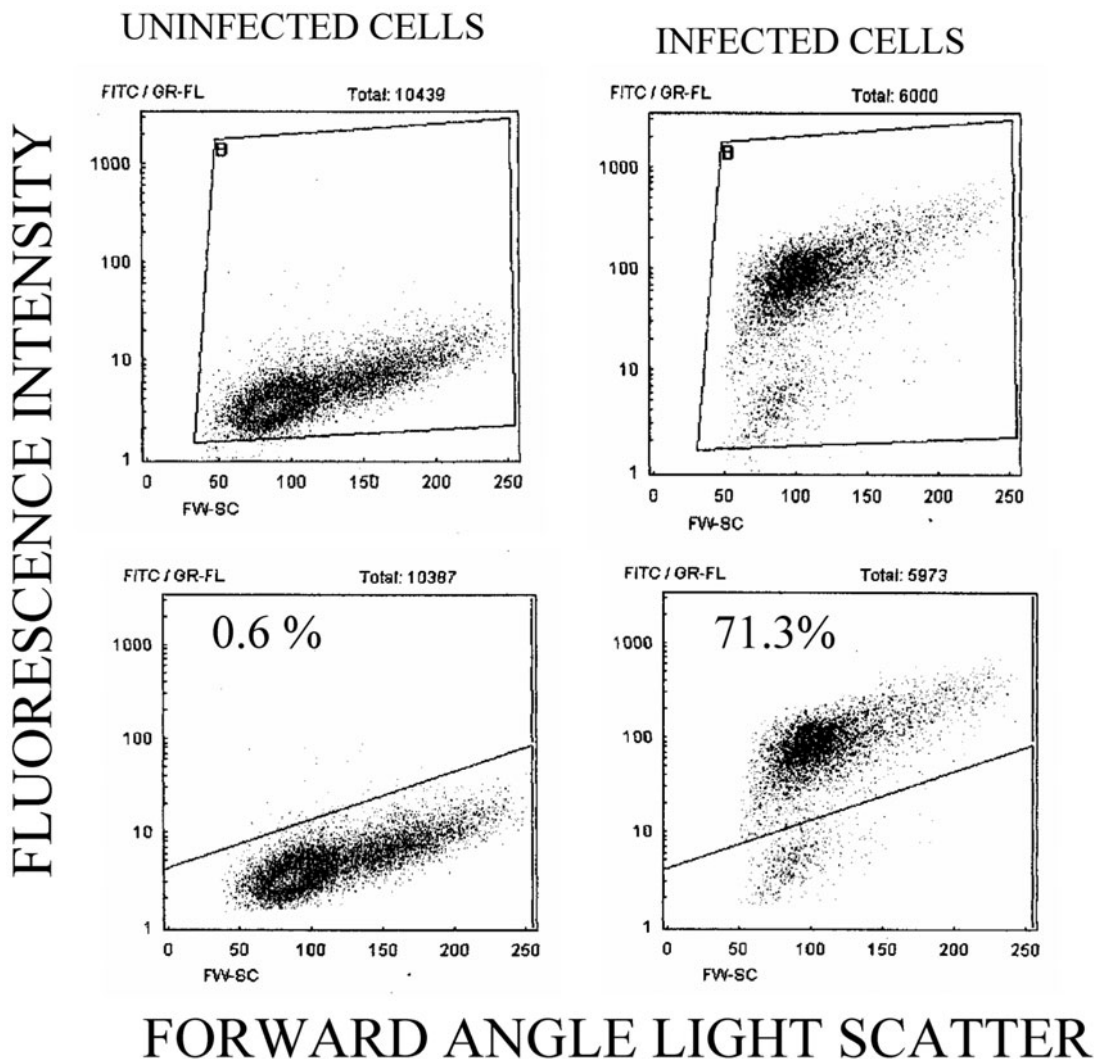 UNINFECTED CELLS
INFECTED CELLS
FLUORESCENCE INTENSITY
FITC / GR-FL Total: 10439
B
1000
100
10
1
0 50 100 150 200 250
FW-SC
FITC / GR-FL Total: 6000
B
1000
100
10
1
0 50 100 150 200 250
FW-SC
FITC / GR-FL Total: 10387
0.6 %
1000
100
10
1
0 50 100 150 200 250
FW-SC
FITC / GR-FL Total: 5973
71.3%
1000
100
10
1
0 50 100 150 200 250
FW-SC
FORWARD ANGLE LIGHT SCATTER